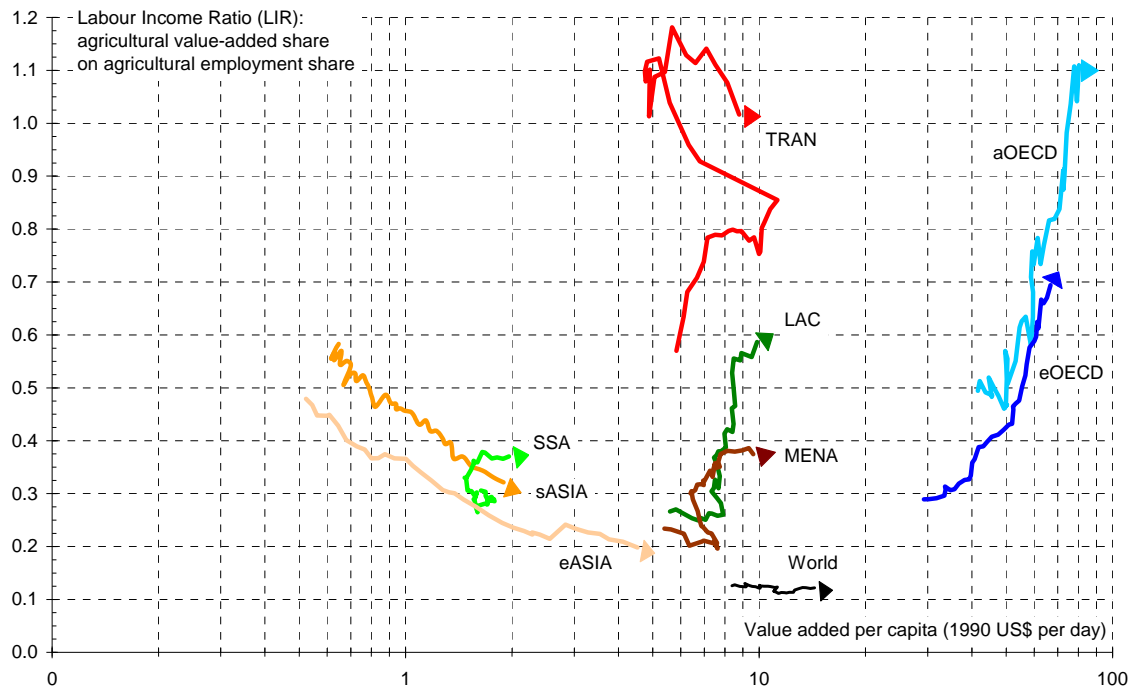 1.2
Labour Income Ratio (LIR):
agricultural value-added share
on agricultural employment share
1.1
1.0
TRAN
aOECD
0.9
0.8
0.7
LAC
0.6
eOECD
0.5
0.4
SSA
MENA
0.3
sASIA
0.2
eASIA
World
0.1
Value added per capita (1990 US$ per day)
0.0
0 1 10 100